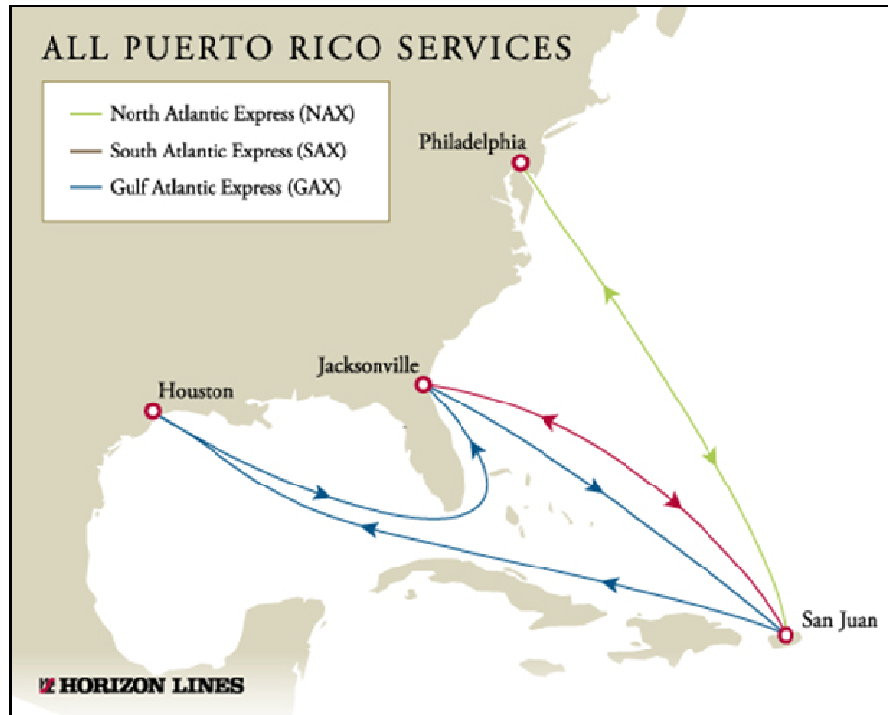 ALL PUERTO RICO SERVICES
North Atlantic Express (NAX)
South Atlantic Express (SAX)
Gulf Atlantic Express (GAX)
Philadelphia
Jacksonville
Houston
San Juan
HORIZON LINES